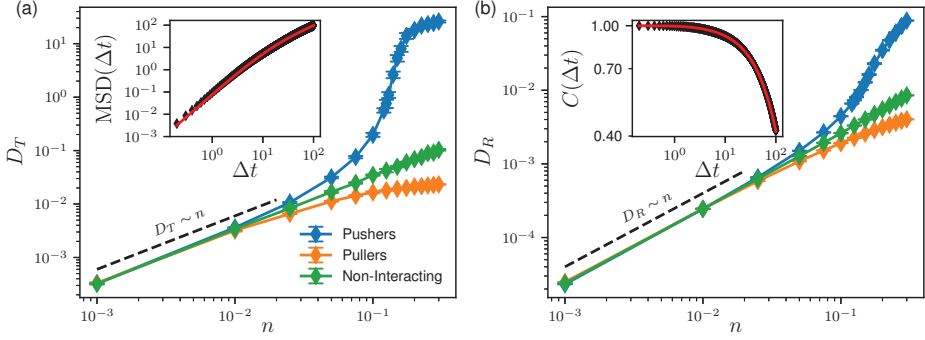 (a)
D_T
10^1
10^0
10^{-1}
10^{-2}
10^{-3}
10^{-3}
10^{-2}
10^{-1}
n
D_T ∼ n
Pushers
Pullers
Non-Interacting
MSD(Δt)
10^2
10^1
10^0
10^{-1}
10^{-2}
10^{-3}
10^0
10^1
10^2
Δt
(b)
D_R
10^{-1}
10^{-2}
10^{-3}
10^{-4}
10^{-3}
10^{-2}
10^{-1}
n
D_R ∼ n
C(Δt)
1.00
0.70
0.40
10^0
10^1
10^2
Δt